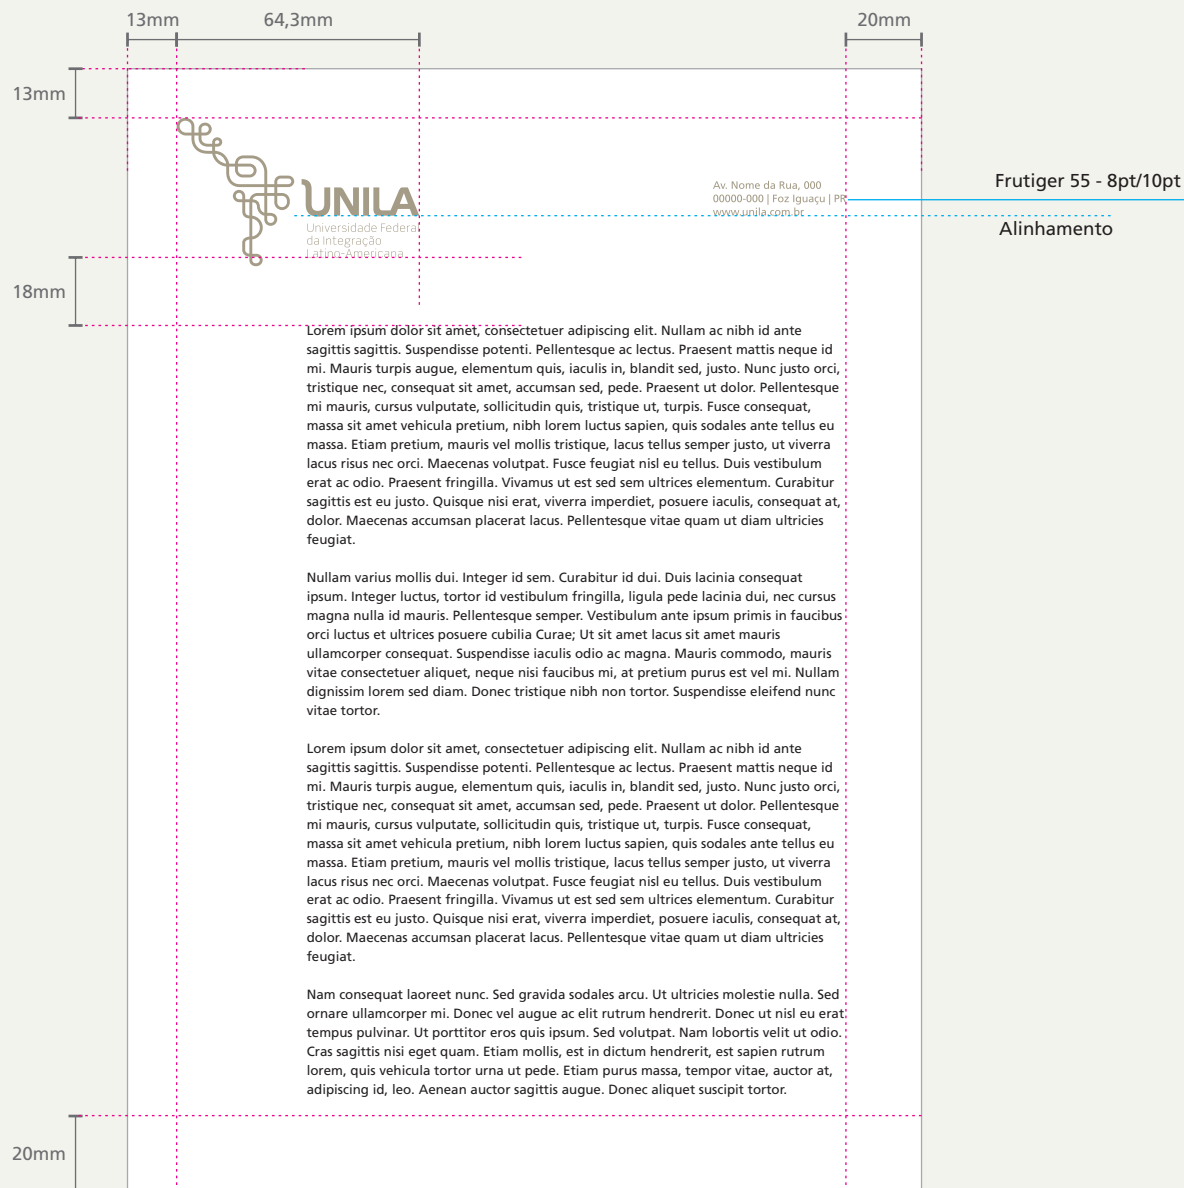 13mm
64,3mm
20mm
13mm
UNILA
Universidade Federal
da Integração
Latino-Americana
Av. Nome da Rua, 000
00000-000 | Foz Iguaçu | PR
www.unila.com.br
Frutiger 55 - 8pt/10pt
Alinhamento
18mm
Lorem ipsum dolor sit amet, consectetuer adipiscing elit. Nullam ac nibh id ante
sagittis sagittis. Suspendisse potenti. Pellentesque ac lectus. Praesent mattis neque id
mi. Mauris turpis augue, elementum quis, iaculis in, blandit sed, justo. Nunc justo orci,
tristique nec, consequat sit amet, accumsan sed, pede. Praesent ut dolor. Pellentesque
mi mauris, cursus vulputate, sollicitudin quis, tristique ut, turpis. Fusce consequat,
massa sit amet vehicula pretium, nibh lorem luctus sapien, quis sodales ante tellus eu
massa. Etiam pretium, mauris vel mollis tristique, lacus tellus semper justo, ut viverra
lacus risus nec orci. Maecenas volutpat. Fusce feugiat nisl eu tellus. Duis vestibulum
erat ac odio. Praesent fringilla. Vivamus ut est sed sem ultrices elementum. Curabitur
sagittis est eu justo. Quisque nisi erat, viverra imperdiet, posuere iaculis, consequat at,
dolor. Maecenas accumsan placerat lacus. Pellentesque vitae quam ut diam ultricies
feugiat.
Nullam varius mollis dui. Integer id sem. Curabitur id dui. Duis lacinia consequat
ipsum. Integer luctus, tortor id vestibulum fringilla, ligula pede lacinia dui, nec cursus
magna nulla id mauris. Pellentesque semper. Vestibulum ante ipsum primis in faucibus
orci luctus et ultrices posuere cubilia Curae; Ut sit amet lacus sit amet mauris
ullamcorper consequat. Suspendisse iaculis odio ac magna. Mauris commodo, mauris
vitae consectetuer aliquet, neque nisi faucibus mi, at pretium purus est vel mi. Nullam
dignissim lorem sed diam. Donec tristique nibh non tortor. Suspendisse eleifend nunc
vitae tortor.
Lorem ipsum dolor sit amet, consectetuer adipiscing elit. Nullam ac nibh id ante
sagittis sagittis. Suspendisse potenti. Pellentesque ac lectus. Praesent mattis neque id
mi. Mauris turpis augue, elementum quis, iaculis in, blandit sed, justo. Nunc justo orci,
tristique nec, consequat sit amet, accumsan sed, pede. Praesent ut dolor. Pellentesque
mi mauris, cursus vulputate, sollicitudin quis, tristique ut, turpis. Fusce consequat,
massa sit amet vehicula pretium, nibh lorem luctus sapien, quis sodales ante tellus eu
massa. Etiam pretium, mauris vel mollis tristique, lacus tellus semper justo, ut viverra
lacus risus nec orci. Maecenas volutpat. Fusce feugiat nisl eu tellus. Duis vestibulum
erat ac odio. Praesent fringilla. Vivamus ut est sed sem ultrices elementum. Curabitur
sagittis est eu justo. Quisque nisi erat, viverra imperdiet, posuere iaculis, consequat at,
dolor. Maecenas accumsan placerat lacus. Pellentesque vitae quam ut diam ultricies
feugiat.
Nam consequat laoreet nunc. Sed gravida sodales arcu. Ut ultricies molestie nulla. Sed
ornare ullamcorper mi. Donec vel augue ac elit rutrum hendrerit. Donec ut nisl eu erat
tempus pulvinar. Ut porttitor eros quis ipsum. Sed volutpat. Nam lobortis velit ut odio.
Cras sagittis nisi eget quam. Etiam mollis, est in dictum hendrerit, est sapien rutrum
lorem, quis vehicula tortor urna ut pede. Etiam purus massa, tempor vitae, auctor at,
adipiscing id, leo. Aenean auctor sagittis augue. Donec aliquet suscipit tortor.
20mm